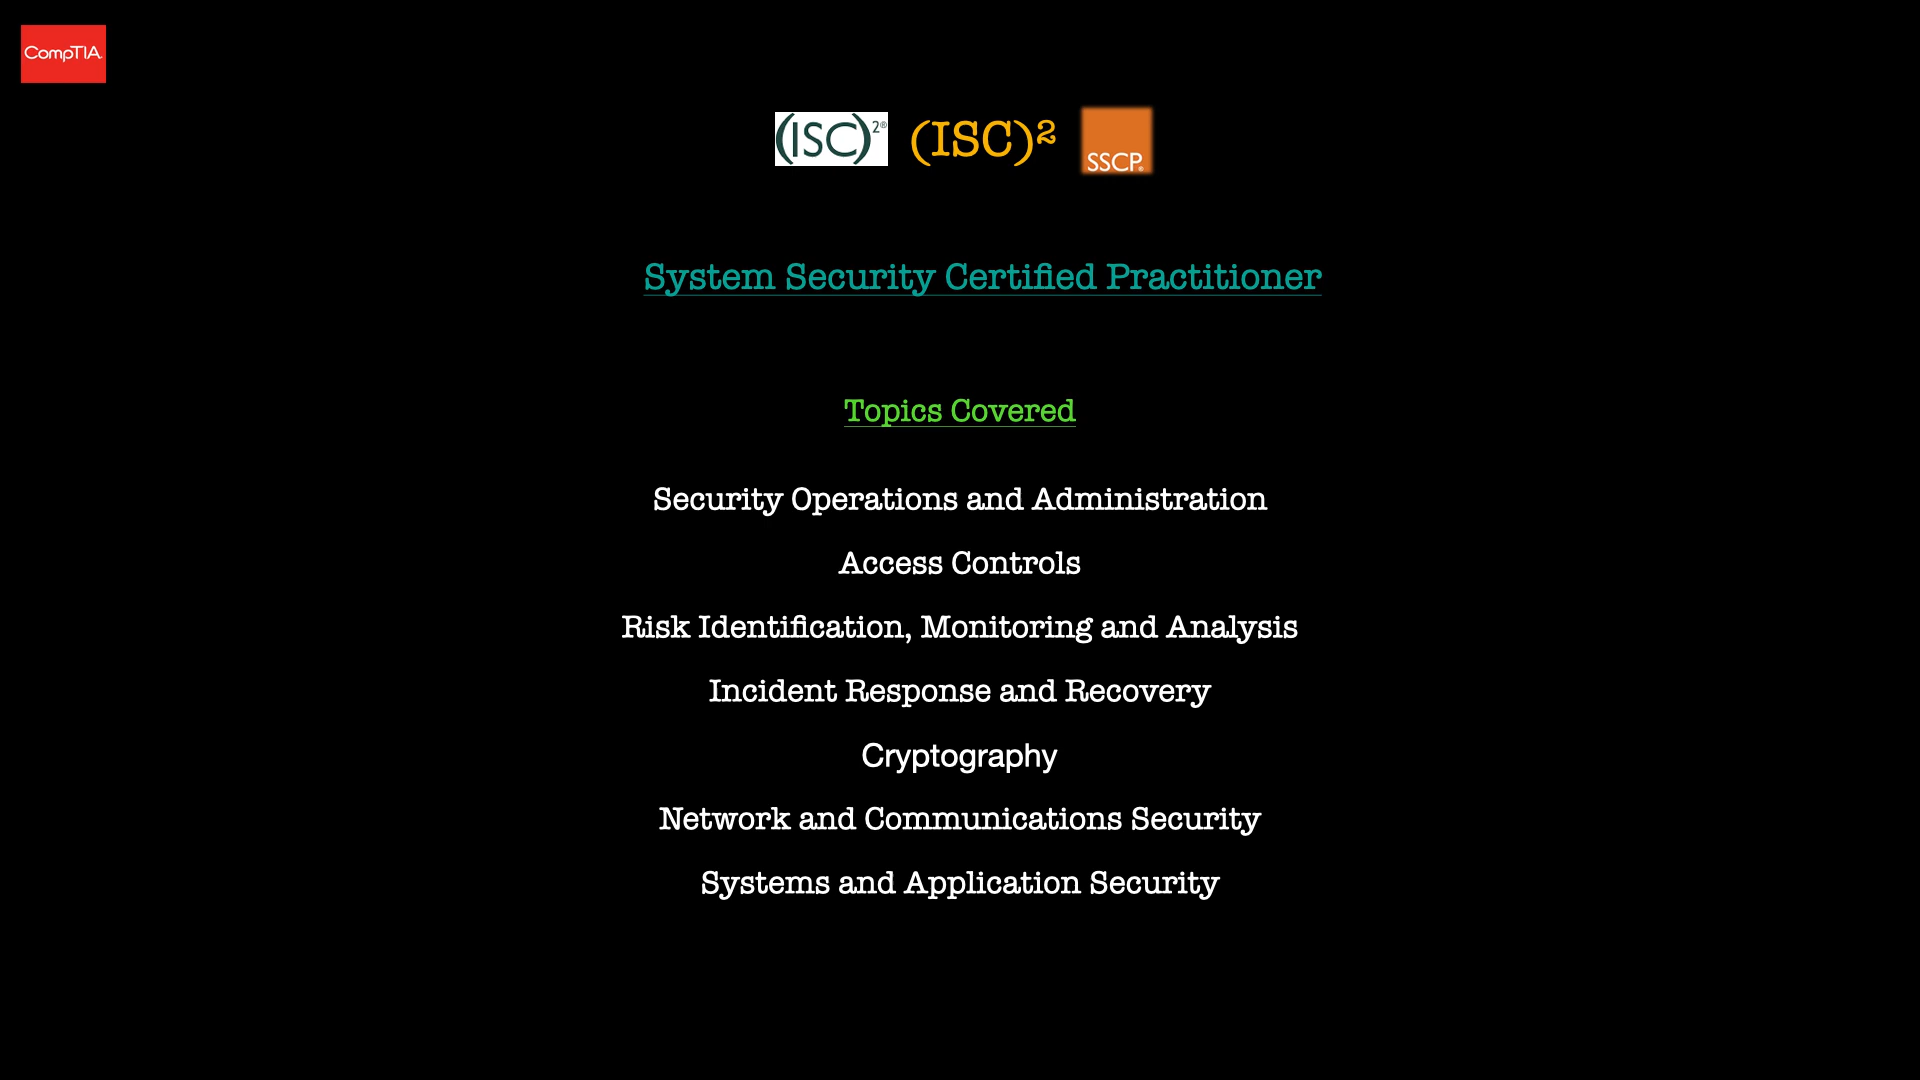 CompTIA.
(ISC)²® (ISC)² SSCP®
System Security Certified Practitioner
Topics Covered
Security Operations and Administration
Access Controls
Risk Identification, Monitoring and Analysis
Incident Response and Recovery
Cryptography
Network and Communications Security
Systems and Application Security